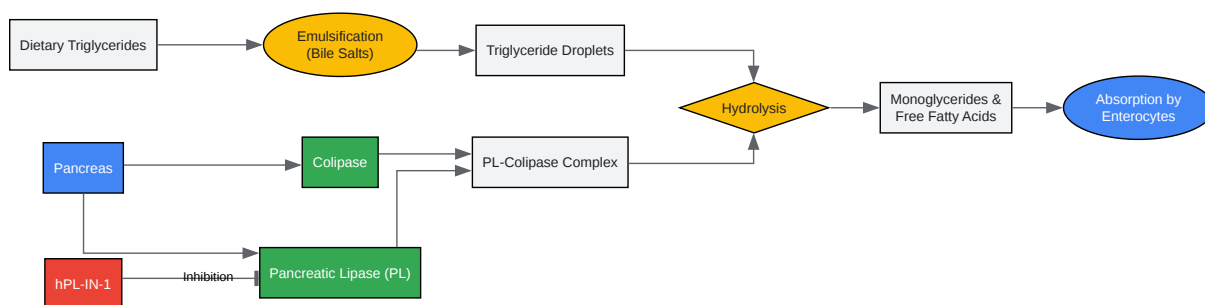 Dietary Triglycerides
Emulsification
(Bile Salts)
Triglyceride Droplets
Hydrolysis
Monoglycerides &
Free Fatty Acids
Absorption by
Enterocytes
Pancreas
Colipase
PL-Colipase Complex
hPL-IN-1
Inhibition
Pancreatic Lipase (PL)